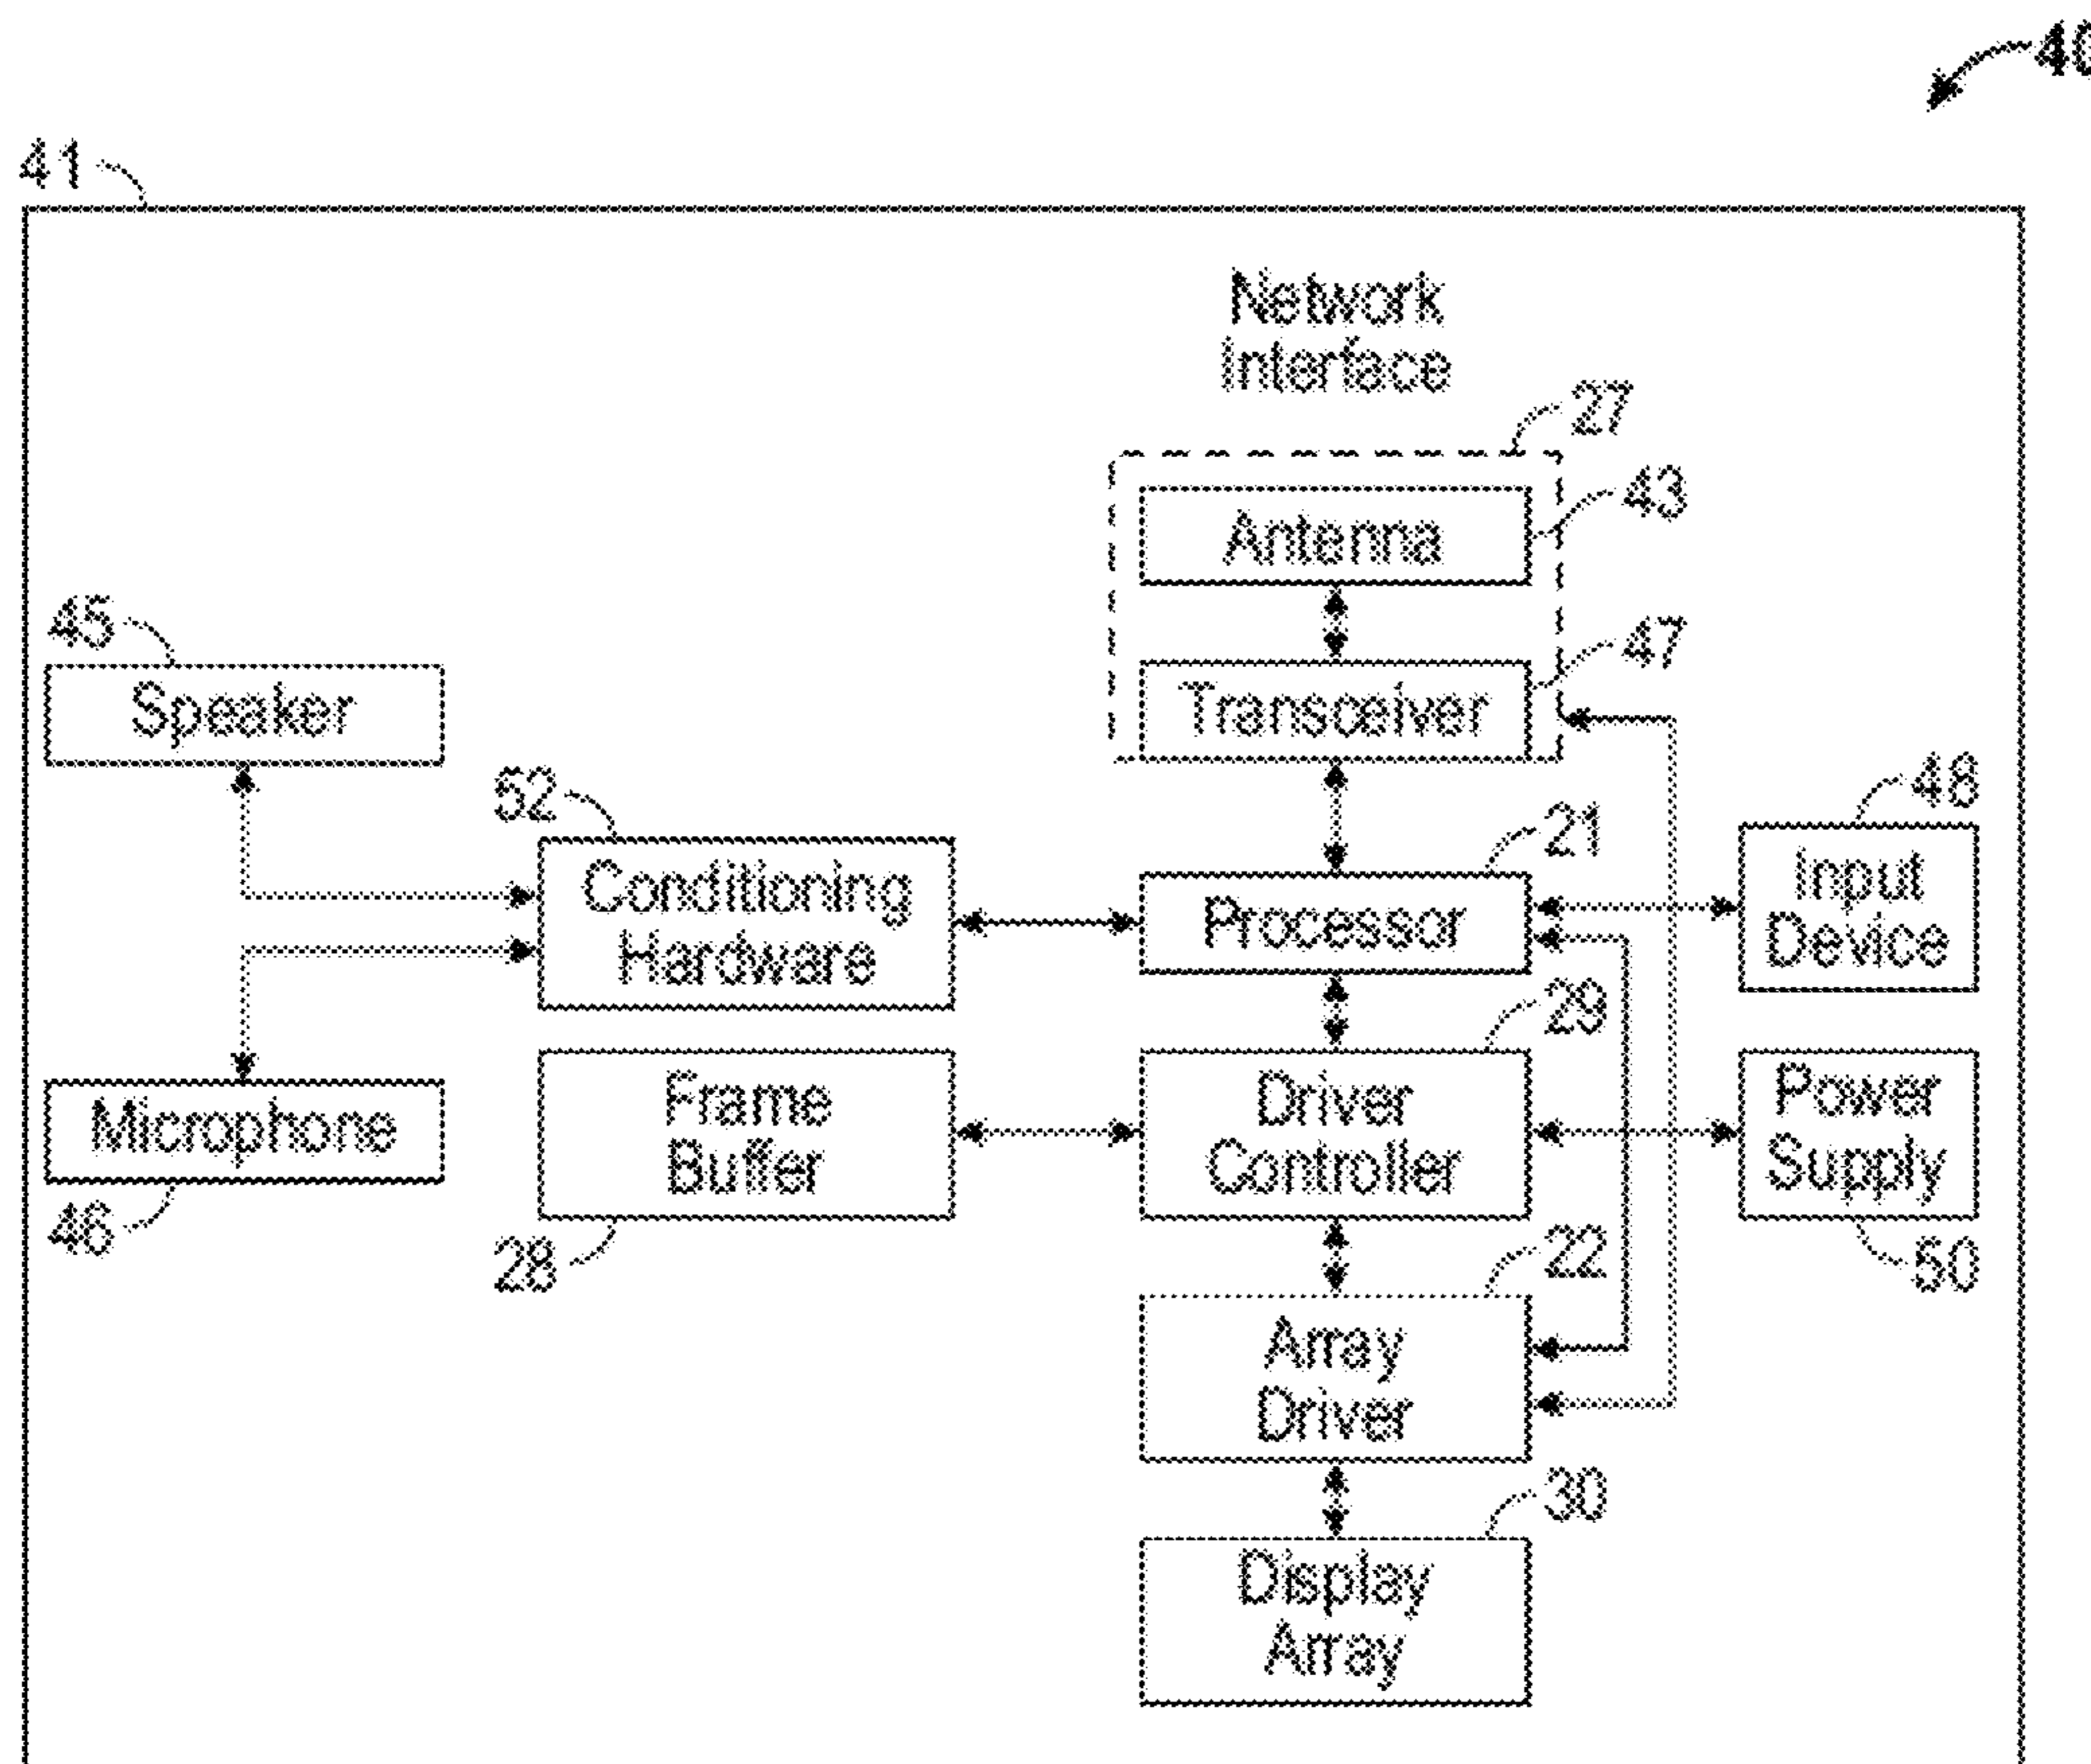 40
41
Network
Interface
27
43
Antenna
45
47
Speaker
Transceiver
52
48
21
Conditioning
Hardware
Processor
Input
Device
29
Microphone
Frame
Buffer
Driver
Controller
Power
Supply
46
28
22
50
Array
Driver
30
Display
Array